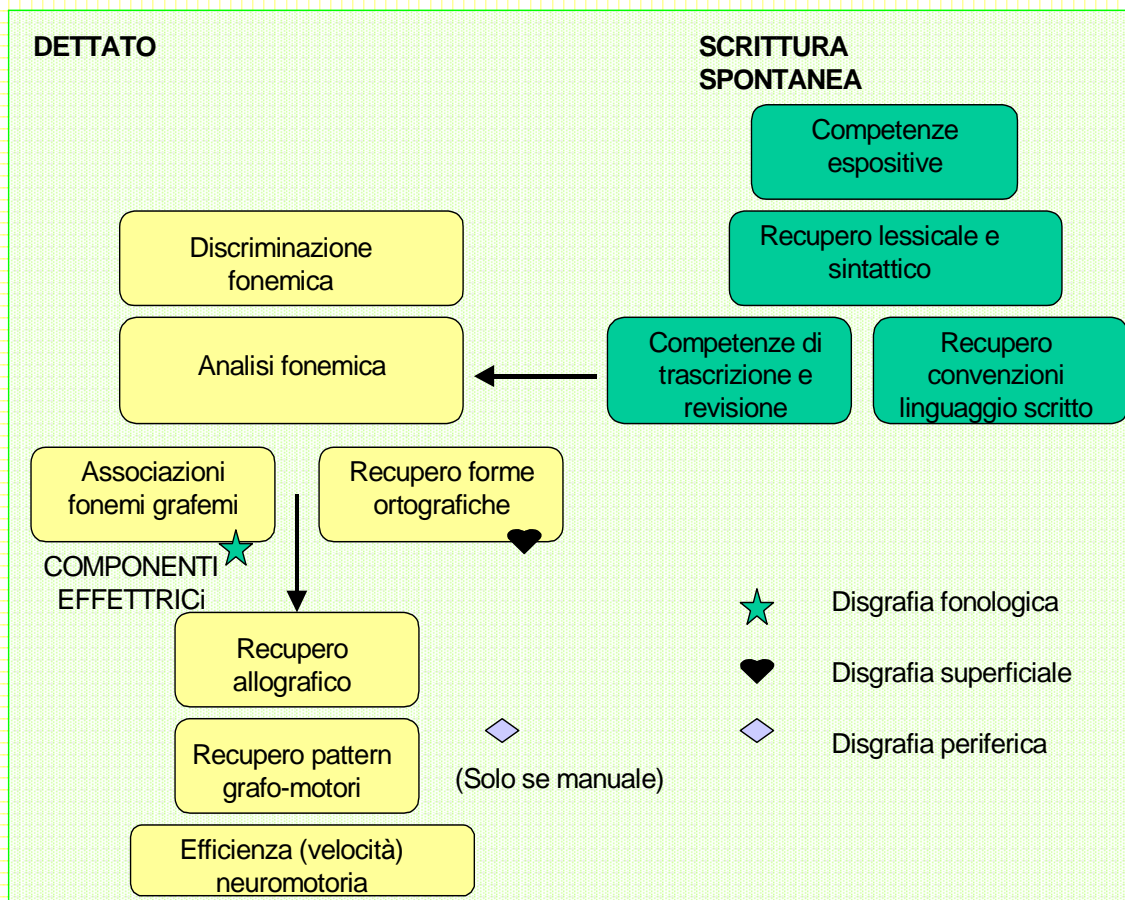 DETTATO
SCRITTURA
SPONTANEA
Competenze
espositive
Discriminazione
fonemica
Recupero lessicale e
sintattico
Analisi fonemica
Competenze di
trascrizione e
revisione
Recupero
convenzioni
linguaggio scritto
Associazioni
fonemi grafemi
Recupero forme
ortografiche
COMPONENTI
EFFETTRICi
Recupero
allografico
Recupero pattern
grafo-motori
(Solo se manuale)
Efficienza (velocità)
neuromotoria
Disgrafia fonologica
Disgrafia superficiale
Disgrafia periferica